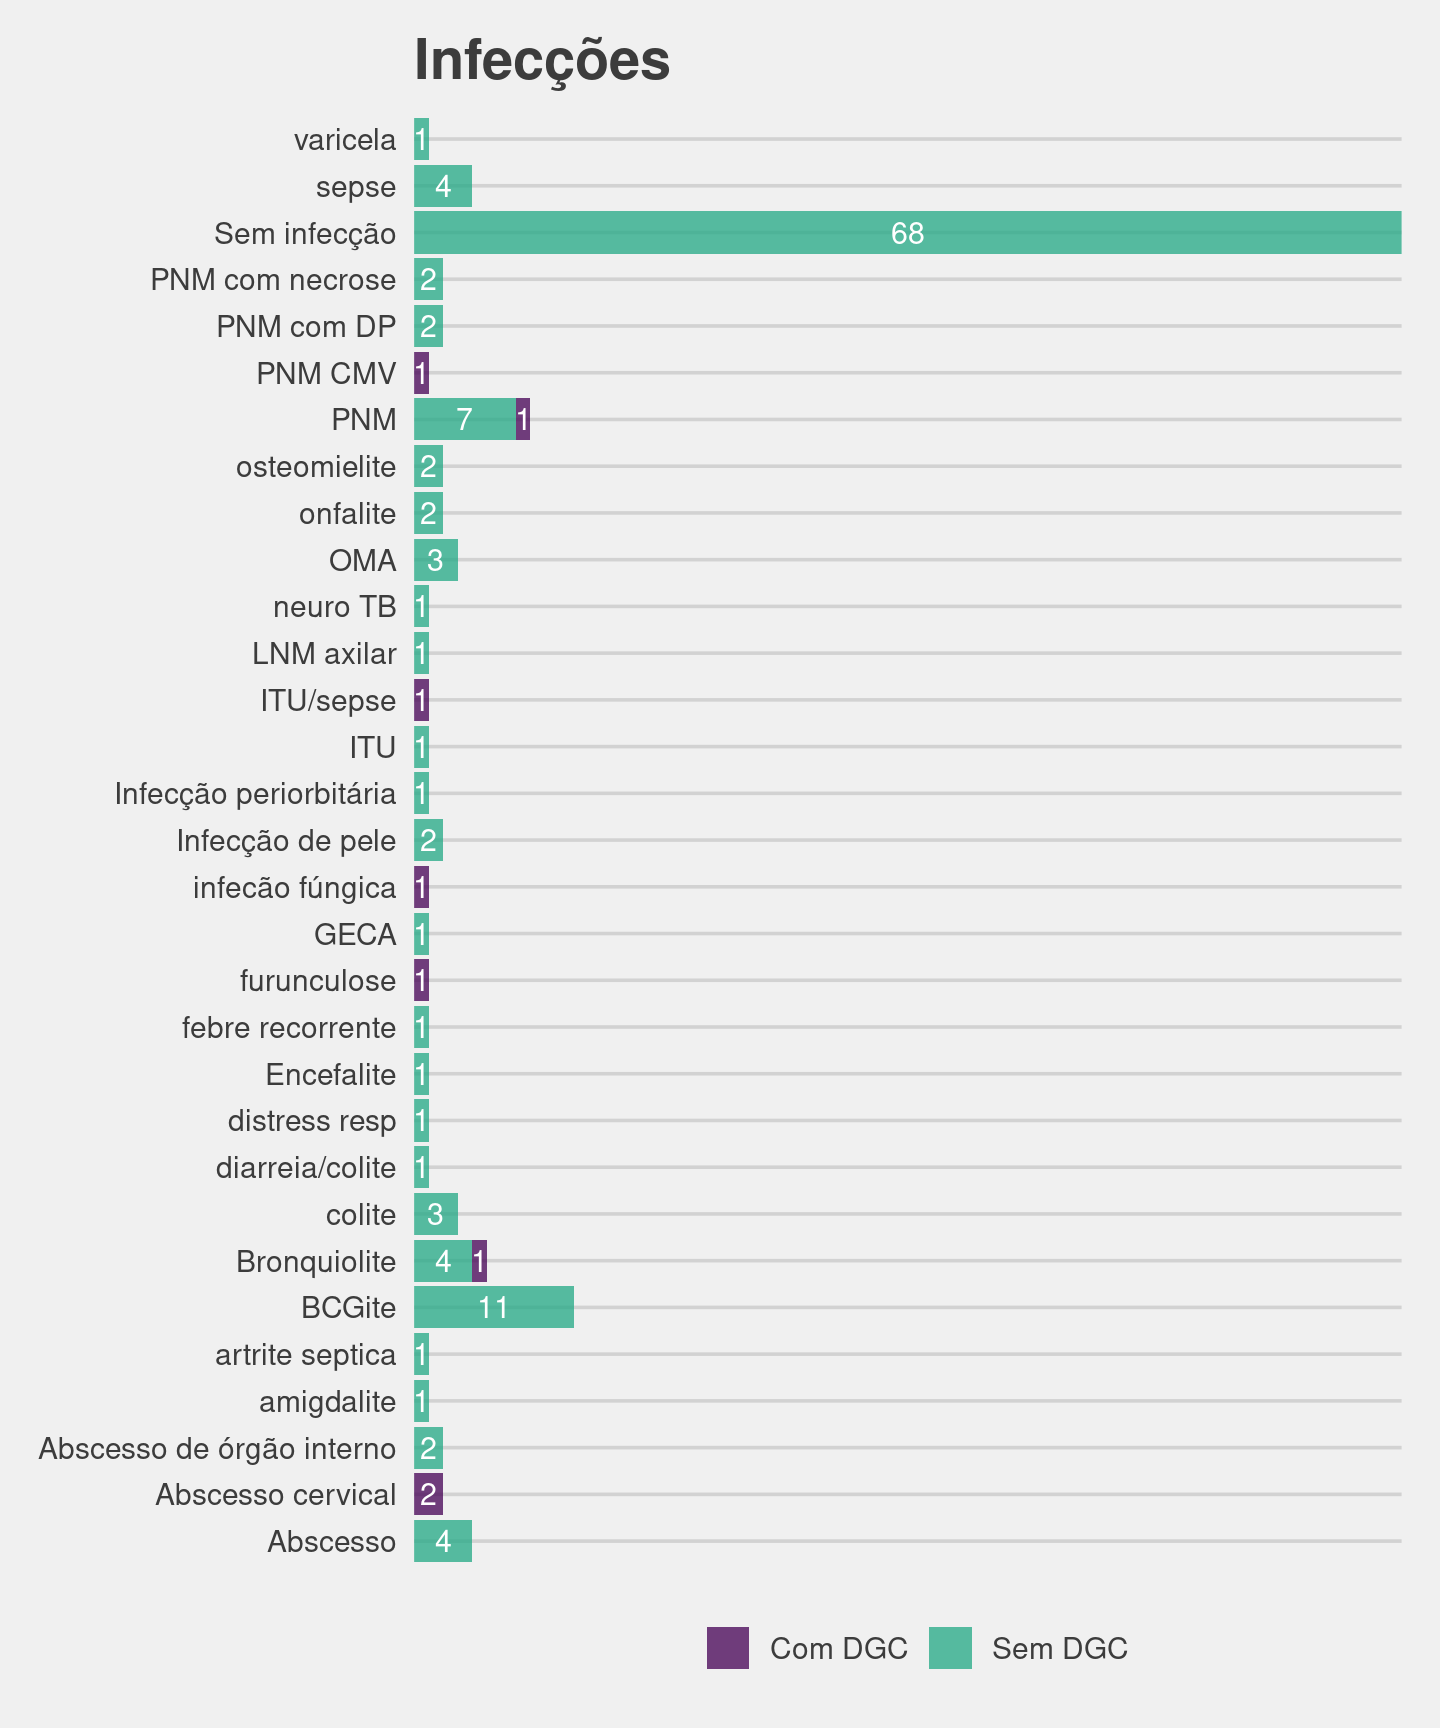 Infecções
varicela 1
sepse 4
Sem infecção 68
PNM com necrose 2
PNM com DP 2
PNM CMV 1
PNM 7 1
osteomielite 2
onfalite 2
OMA 3
neuro TB 1
LNM axilar 1
ITU/sepse 1
ITU 1
Infecção periorbitária 1
Infecção de pele 2
infecão fúngica 1
GECA 1
furunculose 1
febre recorrente 1
Encefalite 1
distress resp 1
diarreia/colite 1
colite 3
Bronquiolite 4 1
BCGite 11
artrite septica 1
amigdalite 1
Abscesso de órgão interno 2
Abscesso cervical 2
Abscesso 4
Com DGC Sem DGC